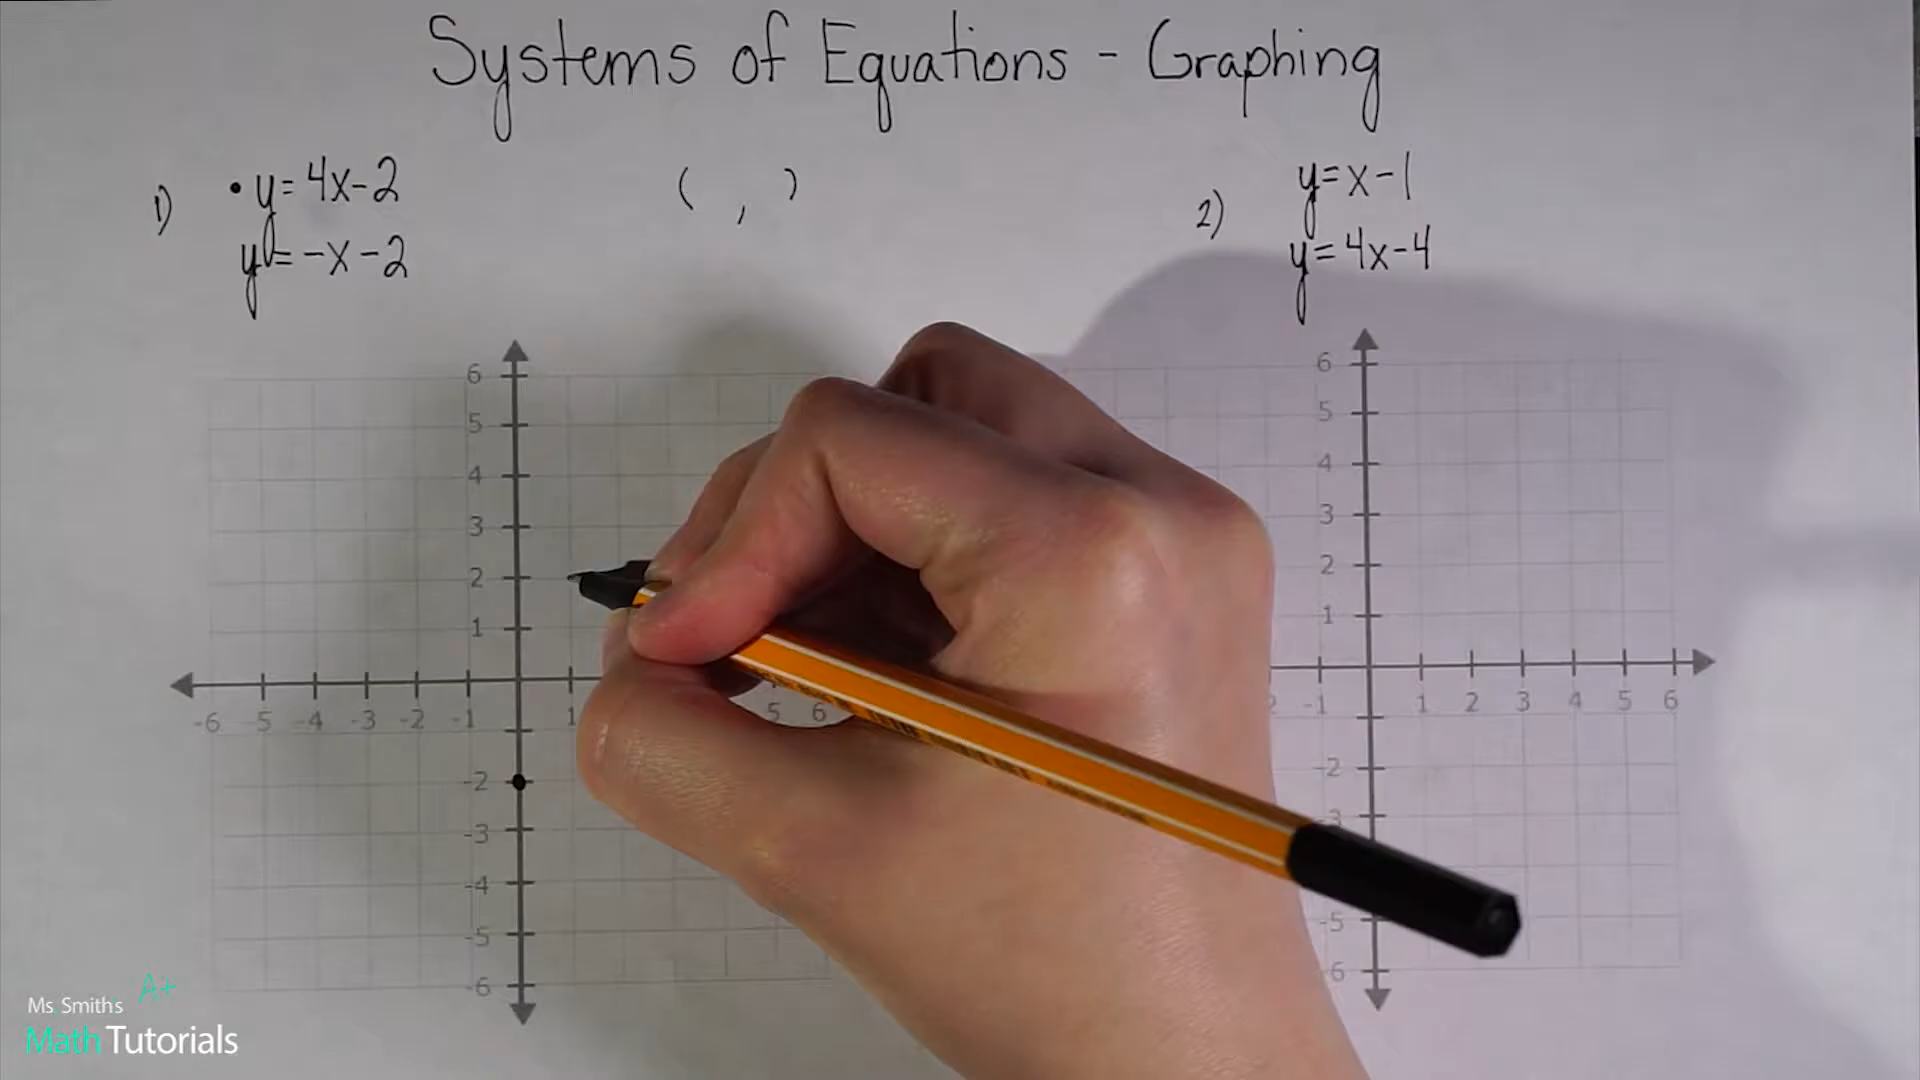 Systems of Equations - Graphing
1) • y = 4x - 2
y = -x - 2
( , )
2) y = x - 1
y = 4x - 4
6
5
4
3
2
1
-6 -5 -4 -3 -2 -1 1 5 6
-2
-3
-4
-5
-6
6
5
4
3
2
1
-1 1 2 3 4 5 6
-2
-5
Ms. Smith's A+
Math Tutorials